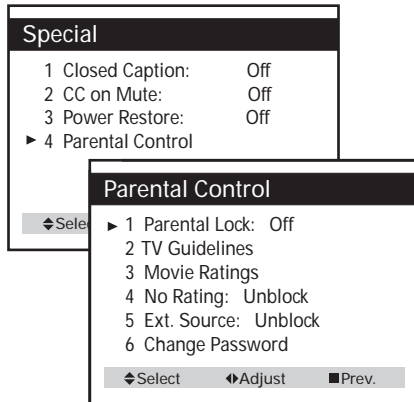 Special
1 Closed Caption: Off
2 CC on Mute: Off
3 Power Restore: Off
4 Parental Control
Parental Control
1 Parental Lock: Off
2 TV Guidelines
3 Movie Ratings
4 No Rating: Unblock
5 Ext. Source: Unblock
6 Change Password
Select Adjust Prev.